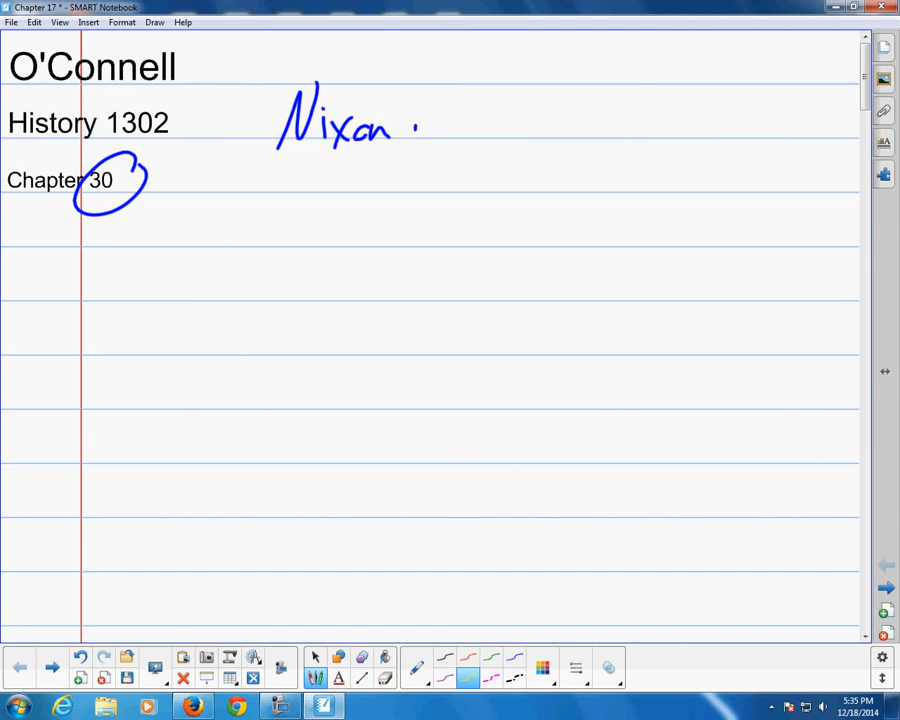 Chapter 17 * - SMART Notebook
File Edit View Insert Format Draw Help
O'Connell
History 1302
Nixon .
Chapter 30
5:35 PM
12/18/2014